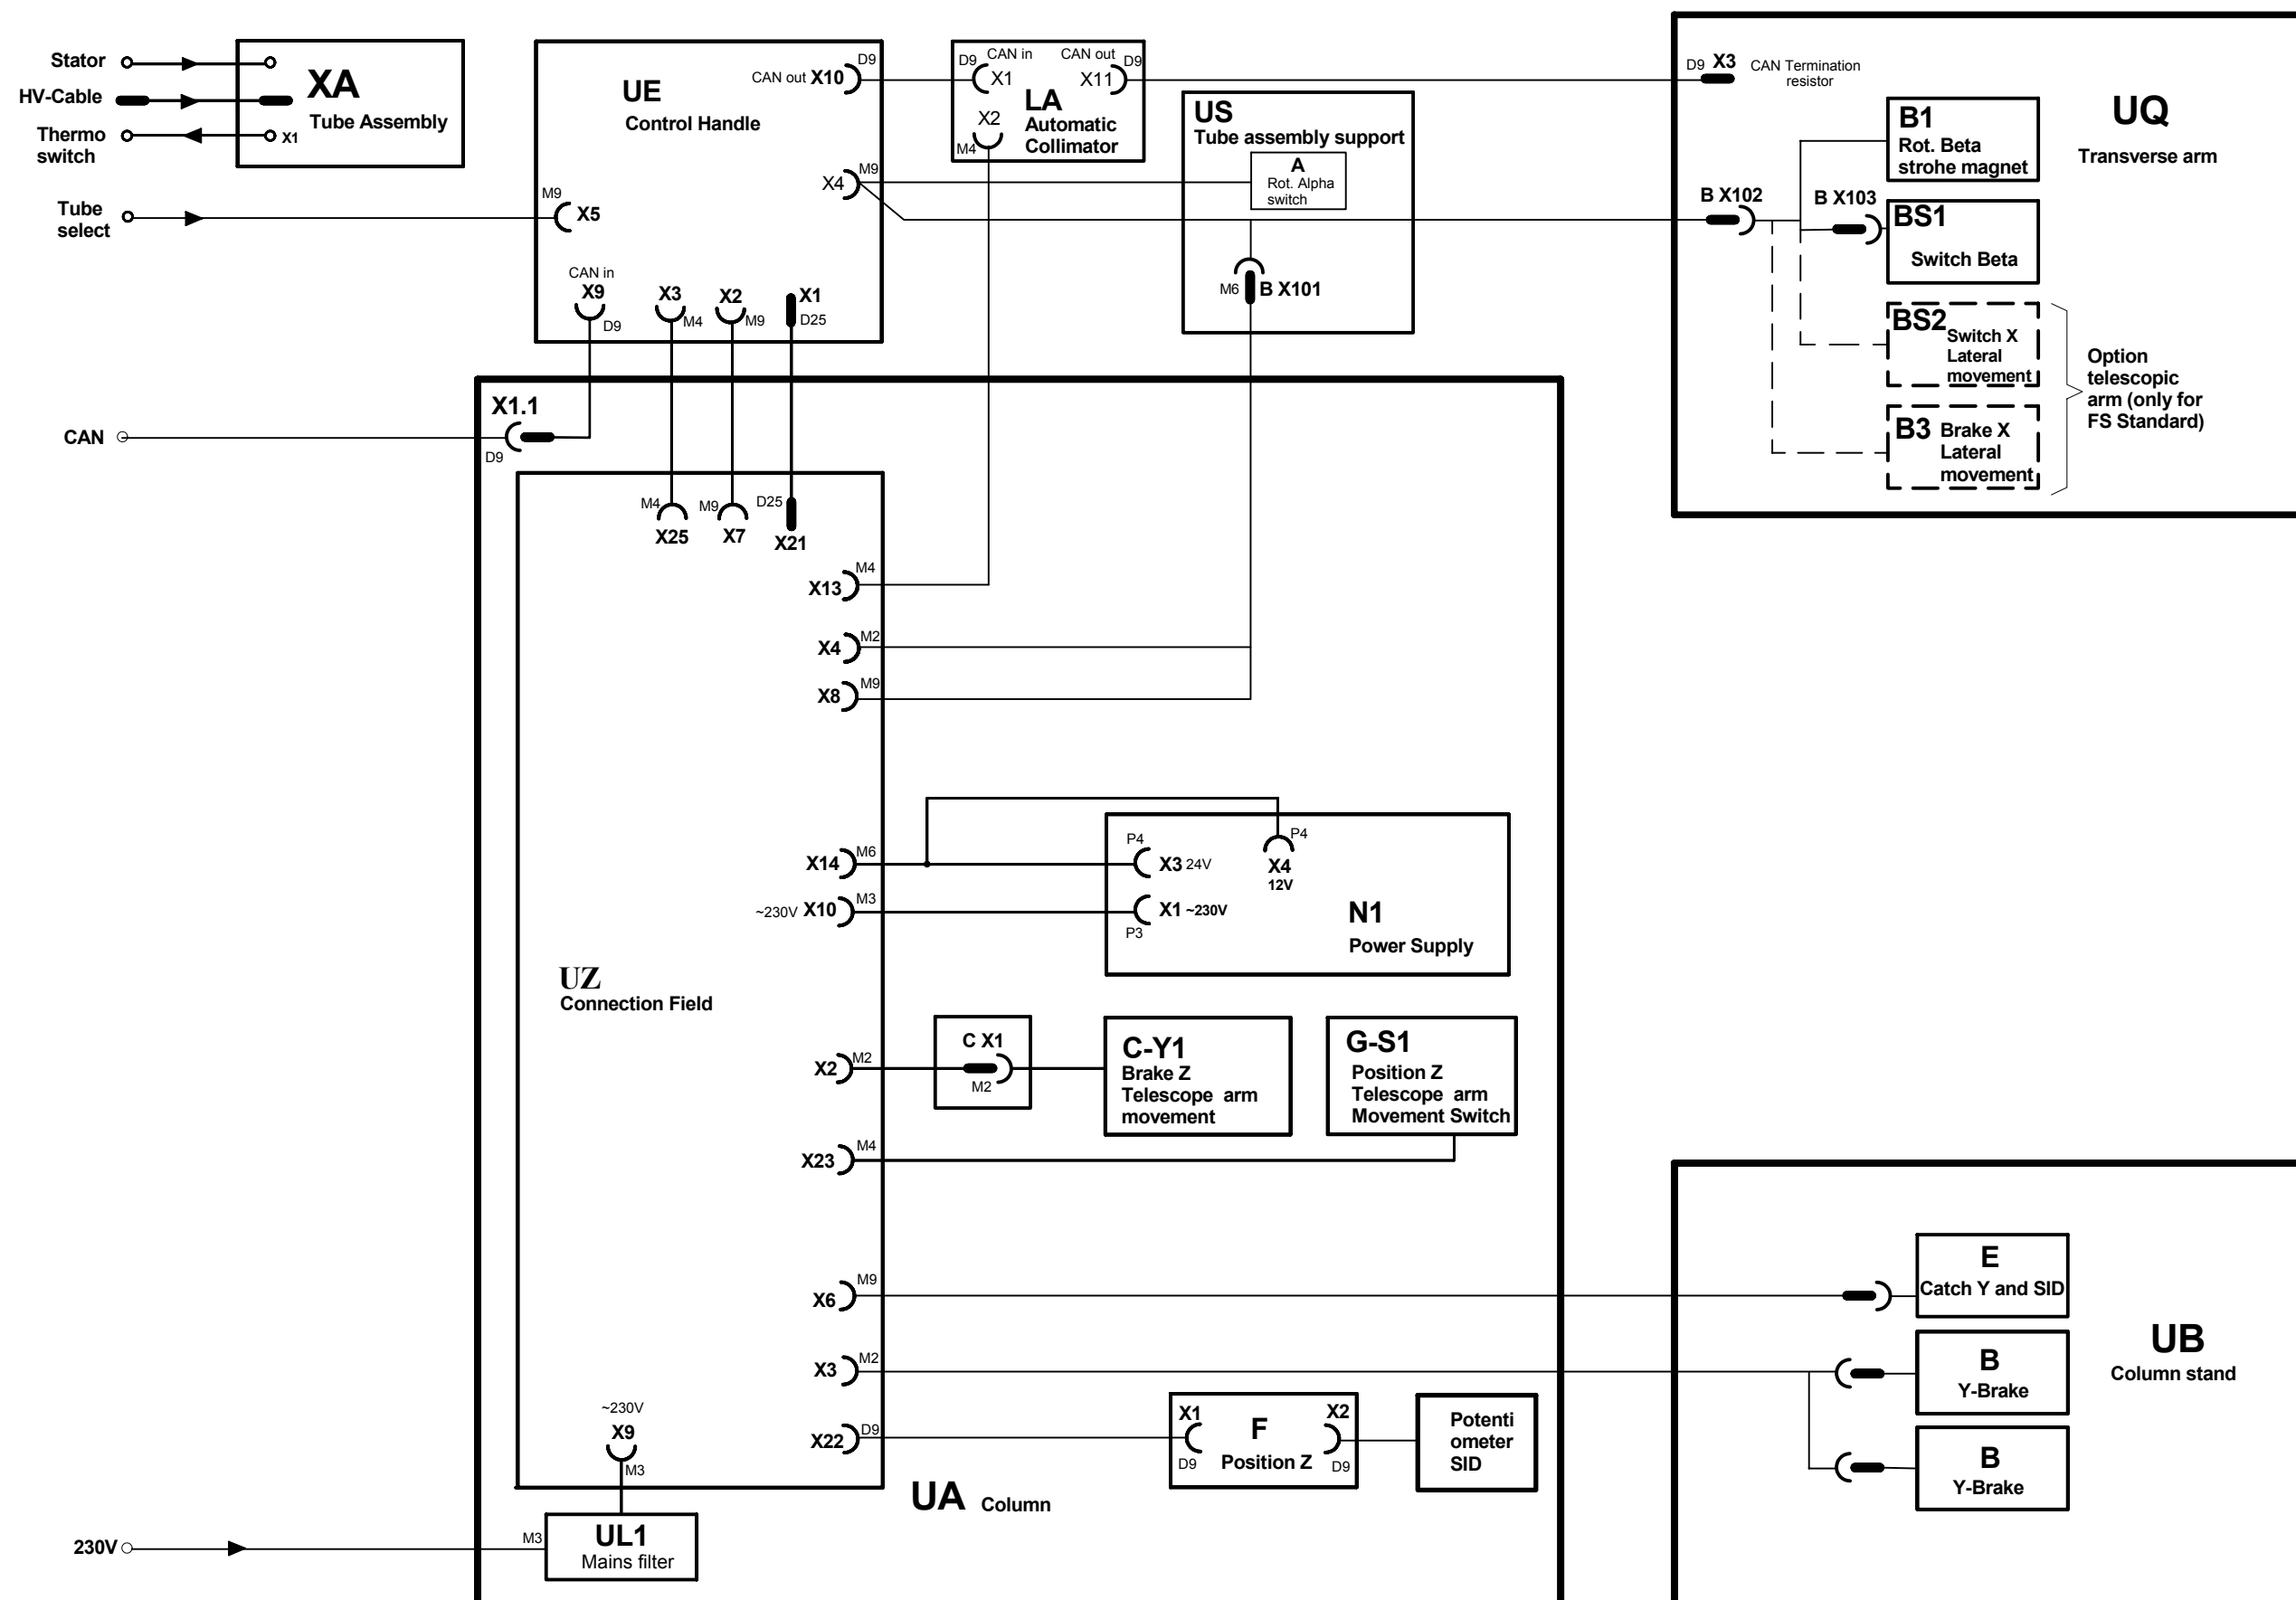 Stator
HV-Cable
Thermo
switch
X1
XA
Tube Assembly
Tube
select
UE
Control Handle
CAN out X10
D9
X4
M9
M9
X5
CAN in
X9
D9
X3
M4
X2
M9
X1
D25
D9
CAN in
X1
CAN out
X11
D9
X2
M4
LA
Automatic
Collimator
US
Tube assembly support
A
Rot. Alpha
switch
M6
B X101
D9 X3
CAN Termination
resistor
UQ
Transverse arm
B1
Rot. Beta
strohe magnet
B X102
B X103
BS1
Switch Beta
BS2
Switch X
Lateral
movement
B3
Brake X
Lateral
movement
Option
telescopic
arm (only for
FS Standard)
CAN
X1.1
D9
M4
X25
M9
X7
D25
X21
X13
M4
X4
M2
X8
M9
X14
M6
~230V X10
M3
P4
X3 24V
P4
X4
12V
X1 ~230V
P3
N1
Power Supply
UZ
Connection Field
X2
M2
C X1
M2
C-Y1
Brake Z
Telescope arm
movement
G-S1
Position Z
Telescope arm
Movement Switch
X23
M4
X6
M9
X3
M2
X22
D9
X1
D9
F
Position Z
X2
D9
Potenti
ometer
SID
~230V
X9
M3
UA Column
230V
M3
UL1
Mains filter
E
Catch Y and SID
B
Y-Brake
B
Y-Brake
UB
Column stand